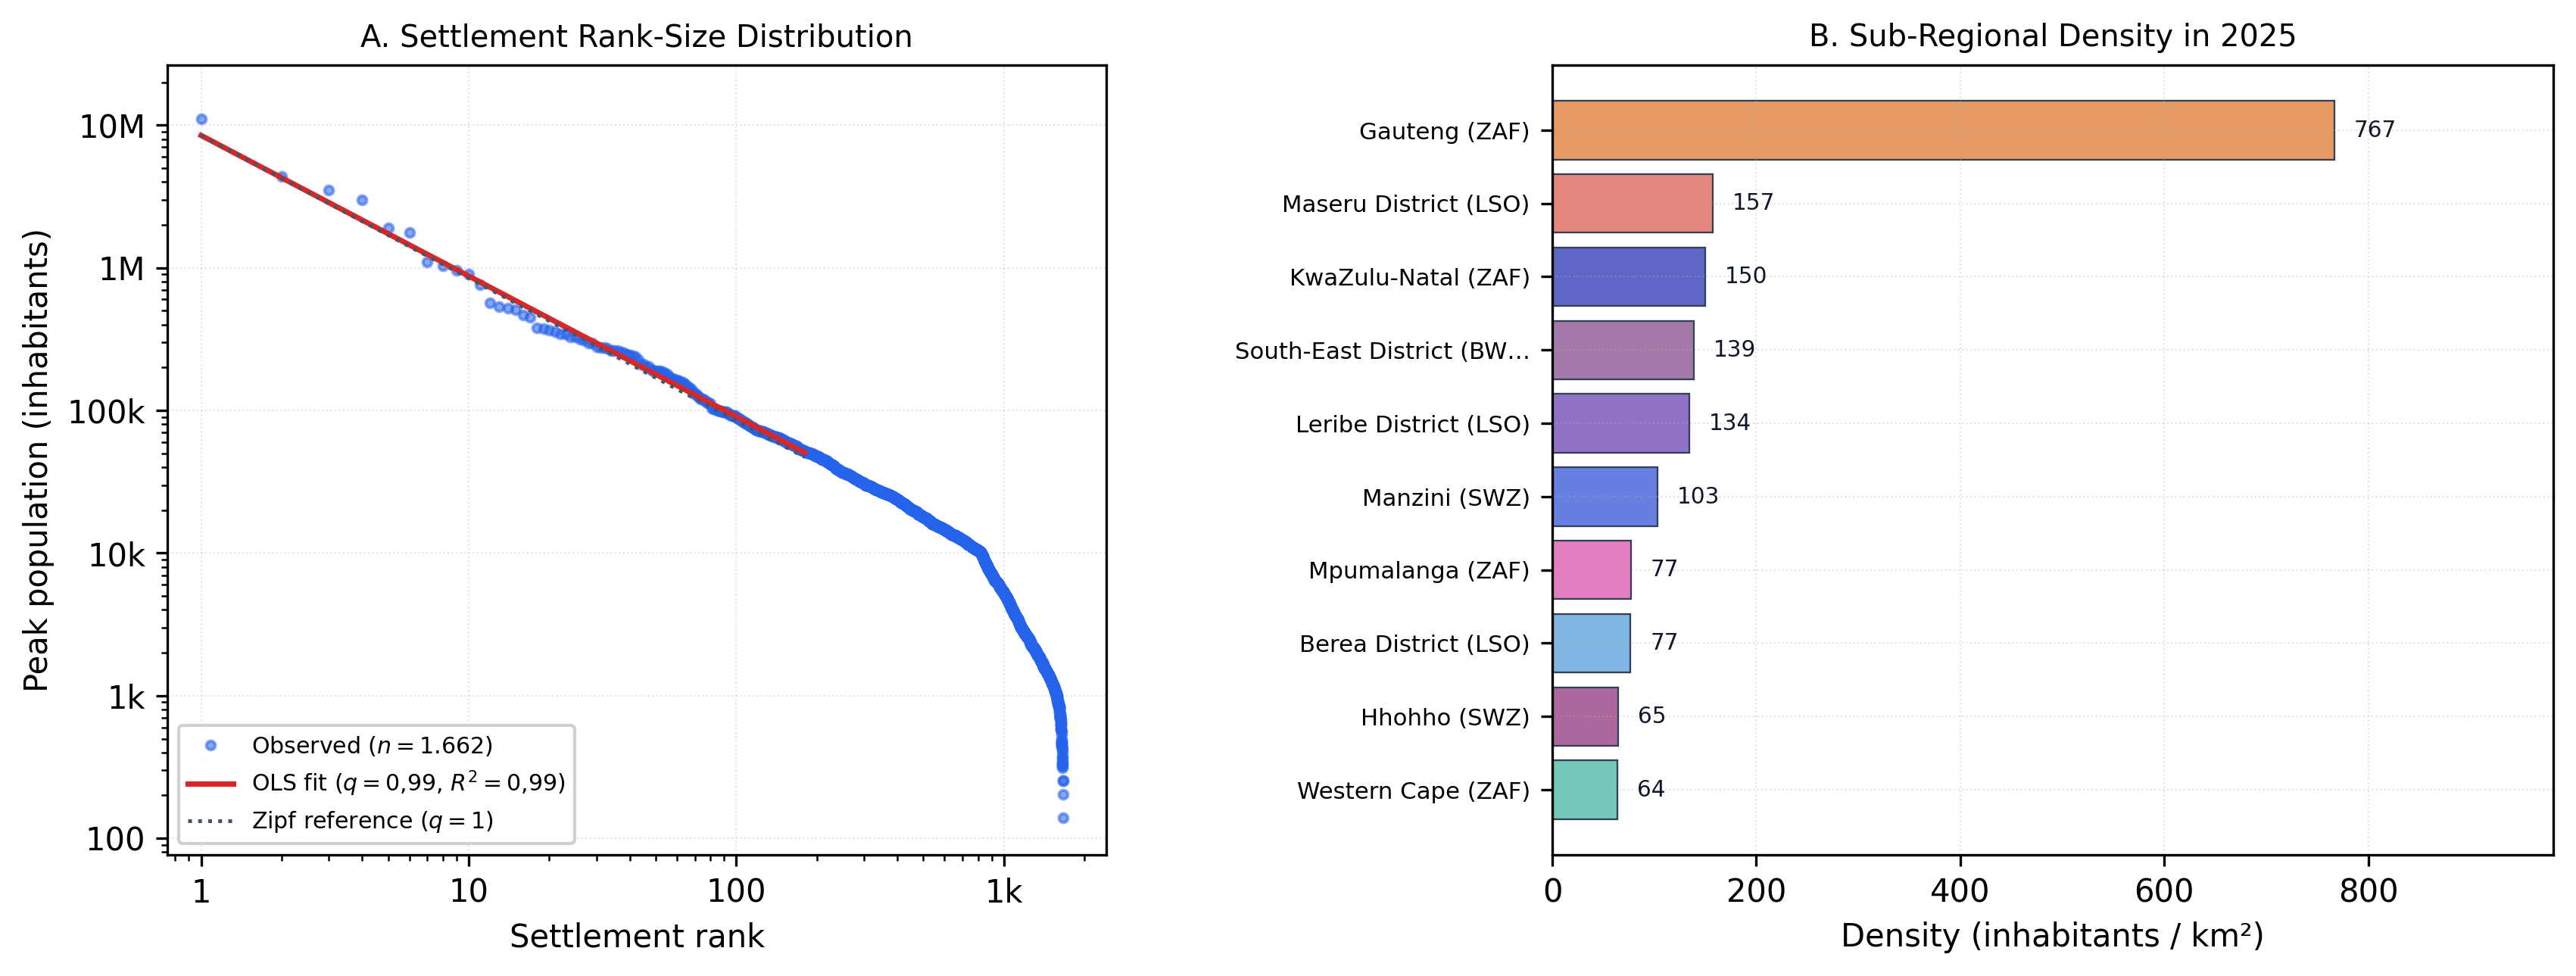 A. Settlement Rank-Size Distribution
Peak population (inhabitants)
10M
1M
100k
10k
1k
100
Observed (n = 1.662)
OLS fit (q = 0,99, R² = 0,99)
Zipf reference (q = 1)
1
10
100
1k
Settlement rank
B. Sub-Regional Density in 2025
Gauteng (ZAF)
767
Maseru District (LSO)
157
KwaZulu-Natal (ZAF)
150
South-East District (BW…
139
Leribe District (LSO)
134
Manzini (SWZ)
103
Mpumalanga (ZAF)
77
Berea District (LSO)
77
Hhohho (SWZ)
65
Western Cape (ZAF)
64
0
200
400
600
800
Density (inhabitants / km²)